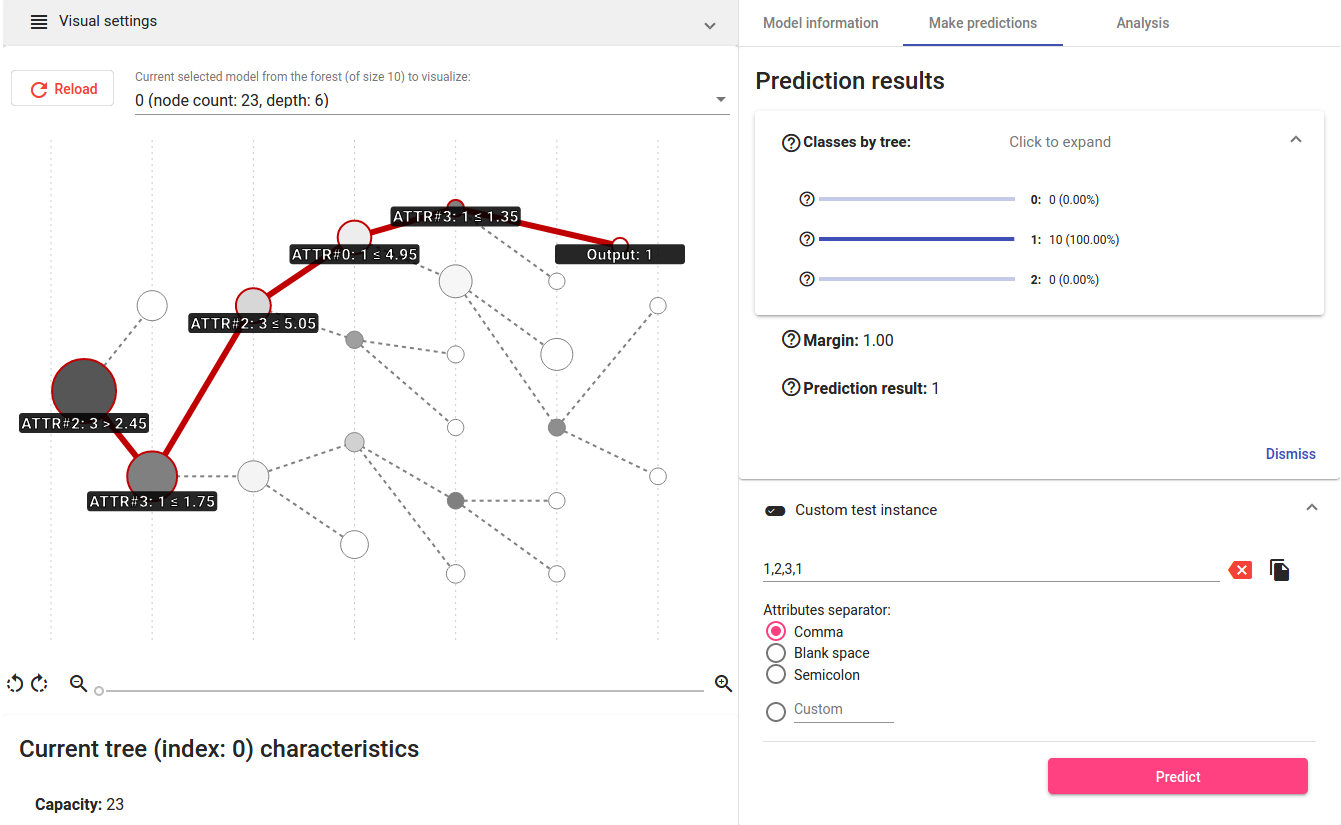 Visual settings
Reload
Current selected model from the forest (of size 10) to visualize:
0 (node count: 23, depth: 6)
ATTR#3: 1 ≤ 1.35
ATTR#0: 1 ≤ 4.95
Output: 1
ATTR#2: 3 ≤ 5.05
ATTR#2: 3 > 2.45
ATTR#3: 1 ≤ 1.75
Current tree (index: 0) characteristics
Capacity: 23
Model information
Make predictions
Analysis
Prediction results
Classes by tree:
Click to expand
0: 0 (0.00%)
1: 10 (100.00%)
2: 0 (0.00%)
Margin: 1.00
Prediction result: 1
Dismiss
Custom test instance
1,2,3,1
Attributes separator:
Comma
Blank space
Semicolon
Custom
Predict